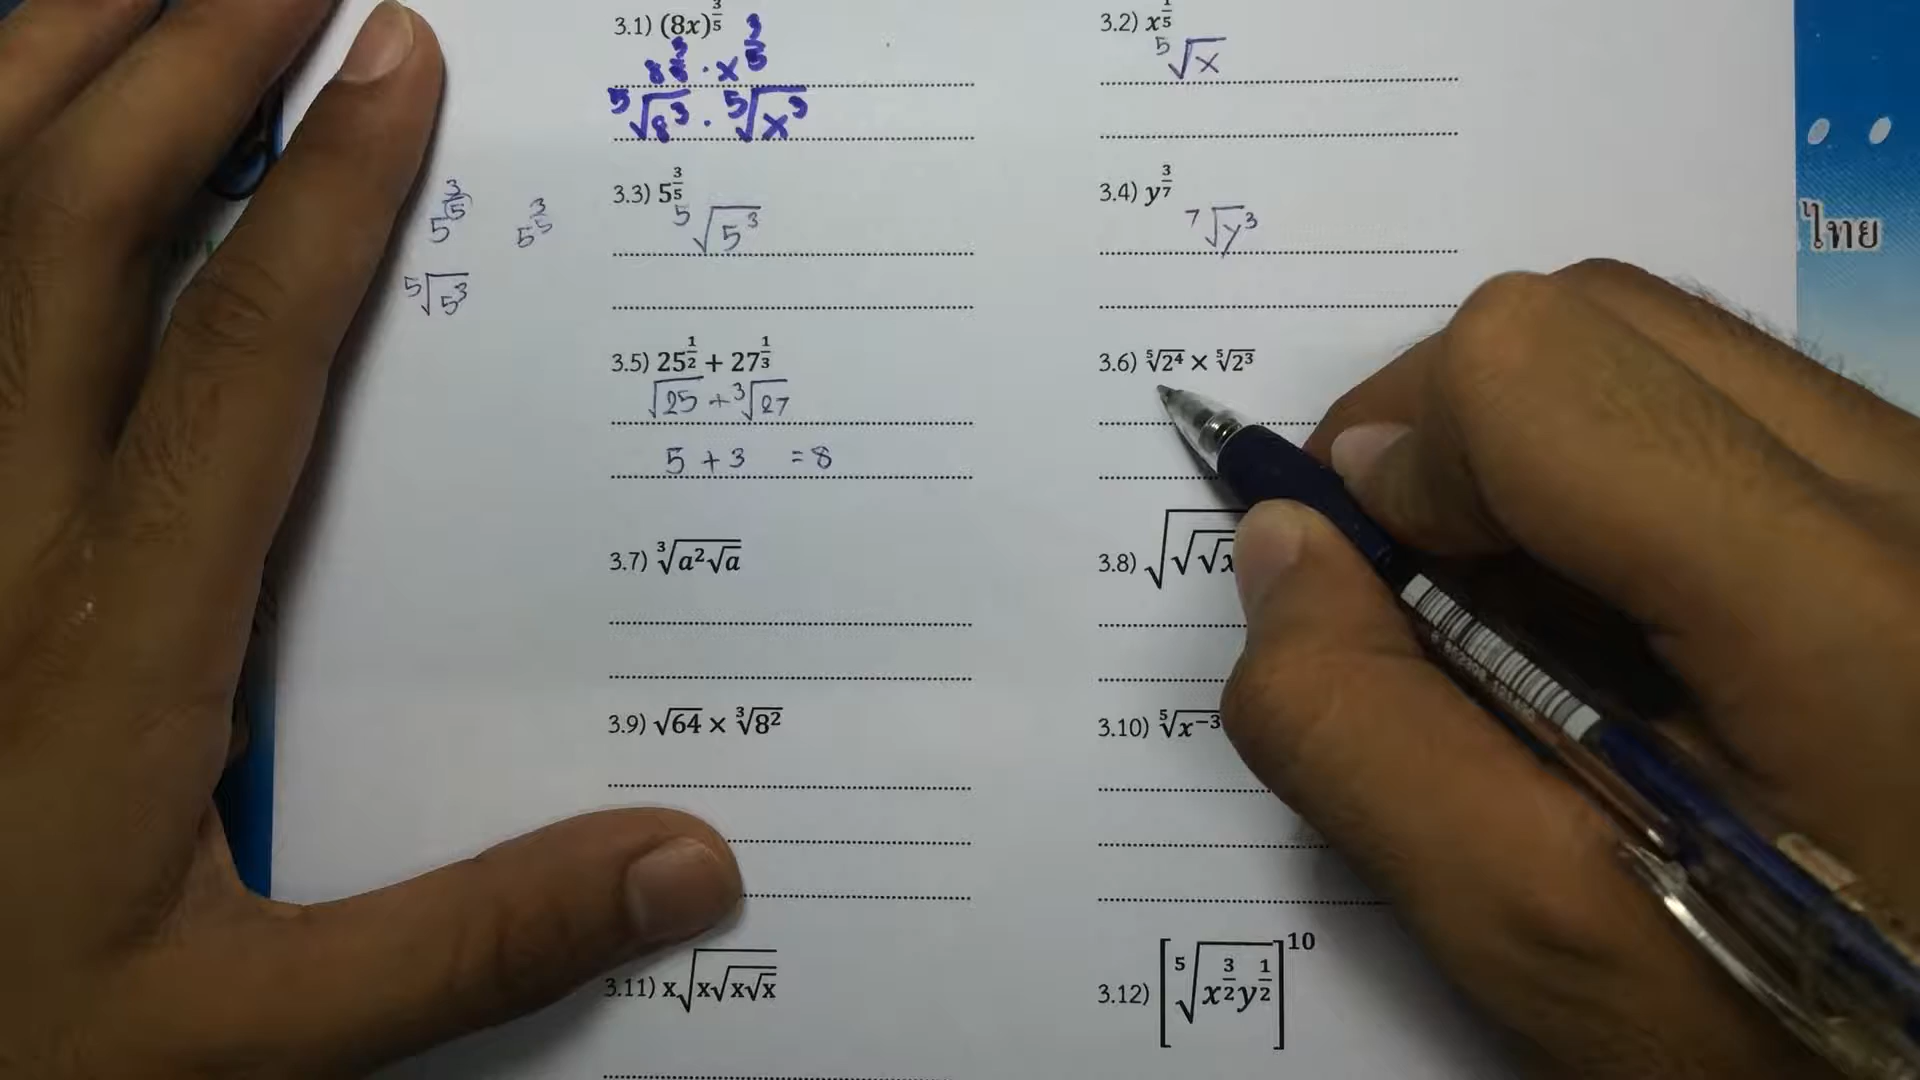 3.1) (8x)^{3/5}
8^{3/5} · x^{3/5}
⁵√8³ · ⁵√x³
3.2) x^{1/5}
⁵√x
5^{3/5} 5^{3/5}
⁵√5³
3.3) 5^{3/5}
⁵√5³
3.4) y^{3/7}
⁷√y³
3.5) 25^{1/2} + 27^{1/3}
√25 + ³√27
5 + 3 = 8
3.6) ⁵√2⁴ × ⁵√2³
3.7) ³√(a²√a)
3.8) √√√x
3.9) √64 × ³√8²
3.10) ⁵√x⁻³
3.11) x√(x√(x√x))
3.12) [⁵√(x^{3/2}y^{1/2})]^{10}
ไทย